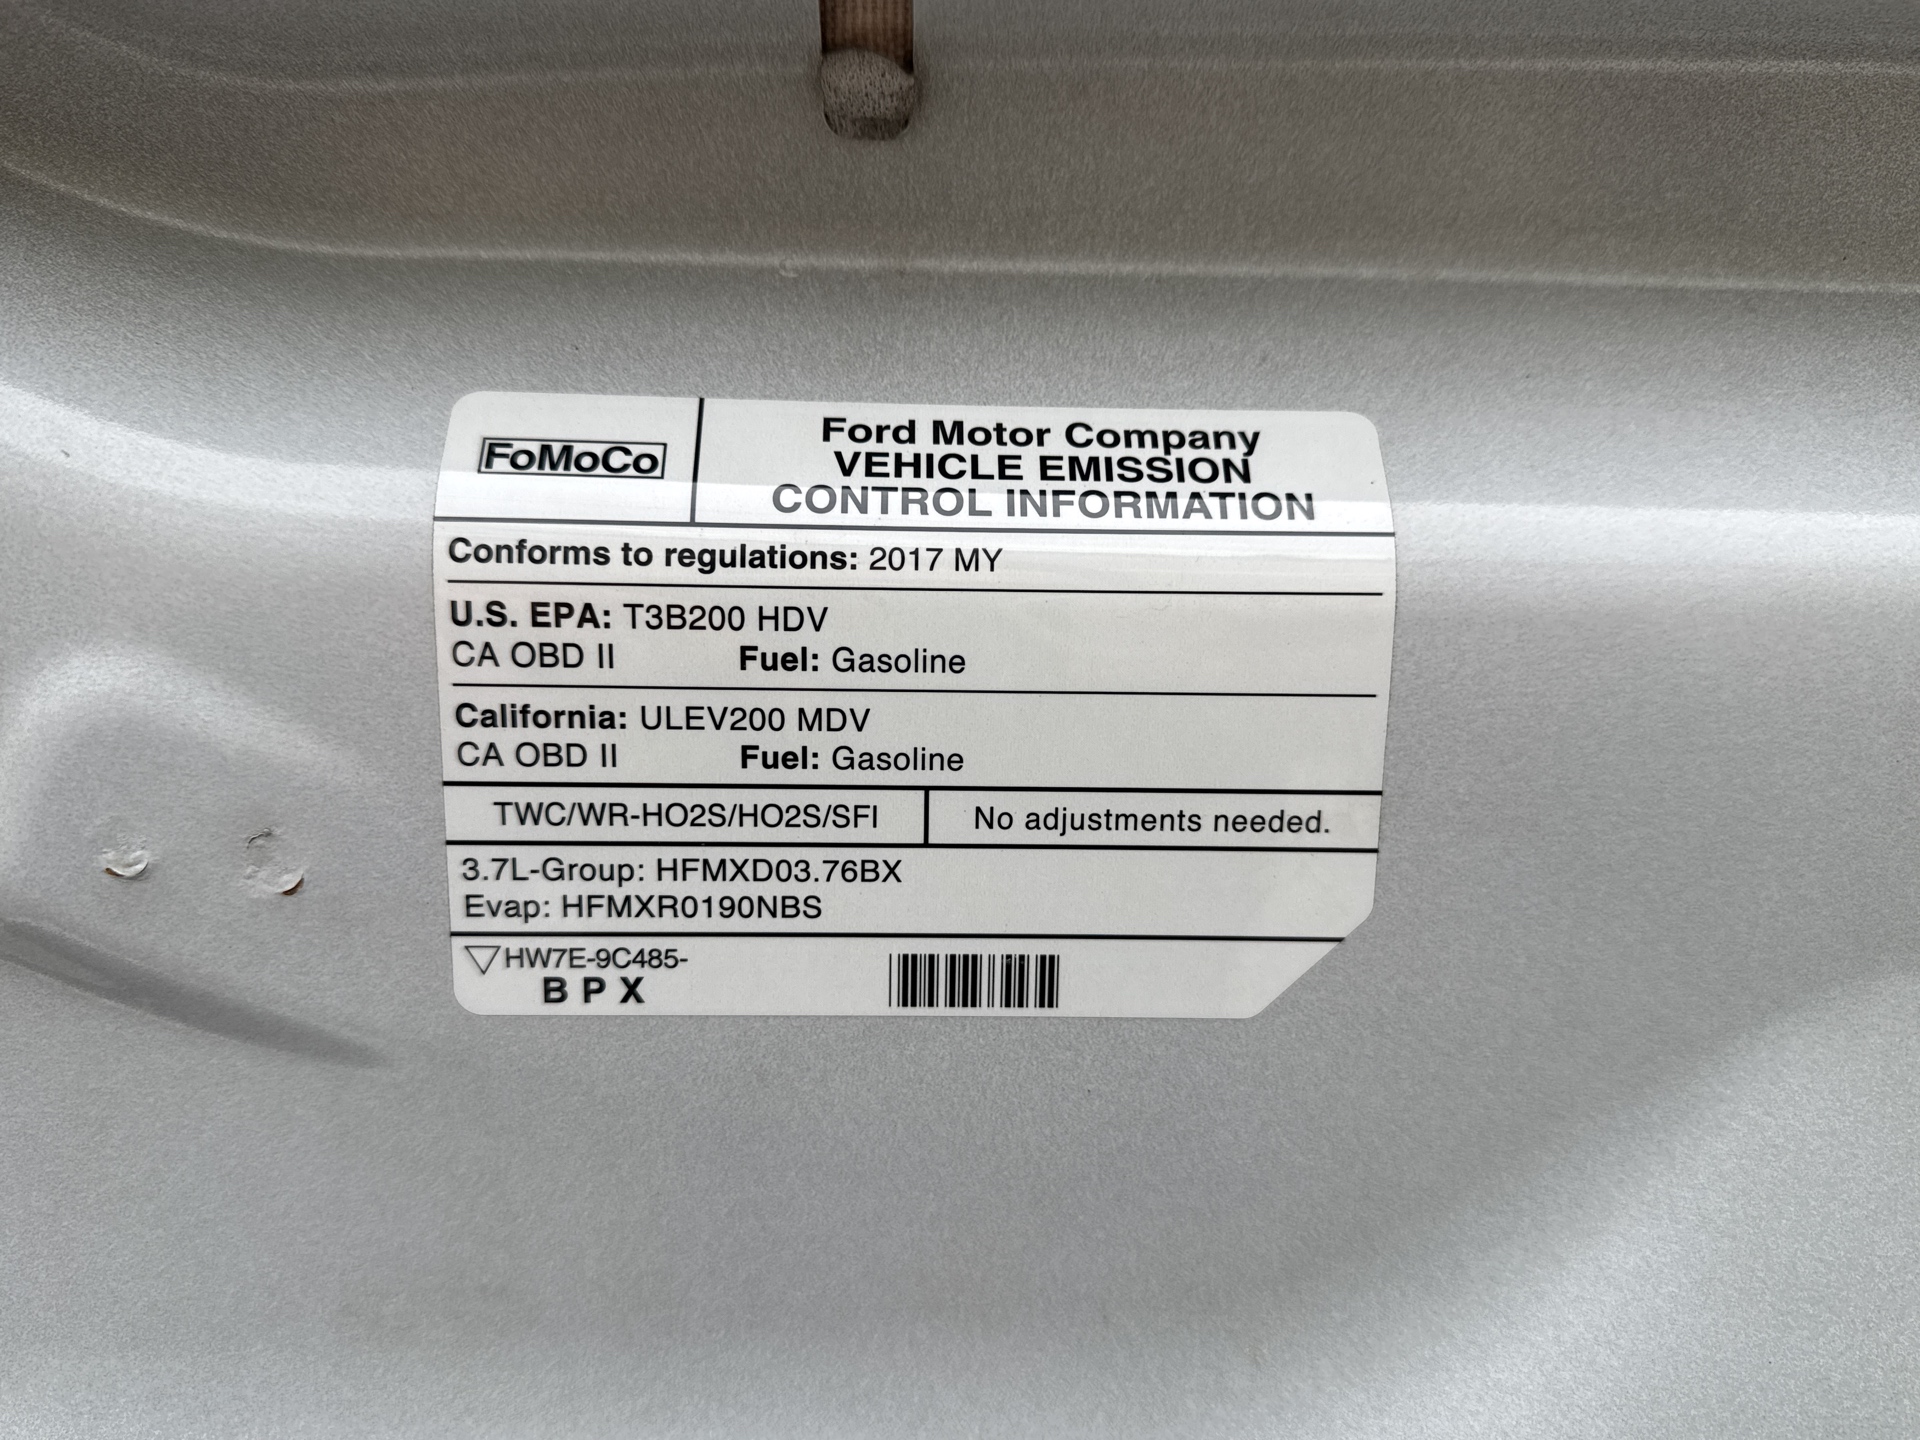 FoMoCo
Ford Motor Company
VEHICLE EMISSION
CONTROL INFORMATION
Conforms to regulations: 2017 MY
U.S. EPA: T3B200 HDV
CA OBD II Fuel: Gasoline
California: ULEV200 MDV
CA OBD II Fuel: Gasoline
TWC/WR-HO2S/HO2S/SFI
No adjustments needed.
3.7L-Group: HFMXD03.76BX
Evap: HFMXR0190NBS
HW7E-9C485-
B P X